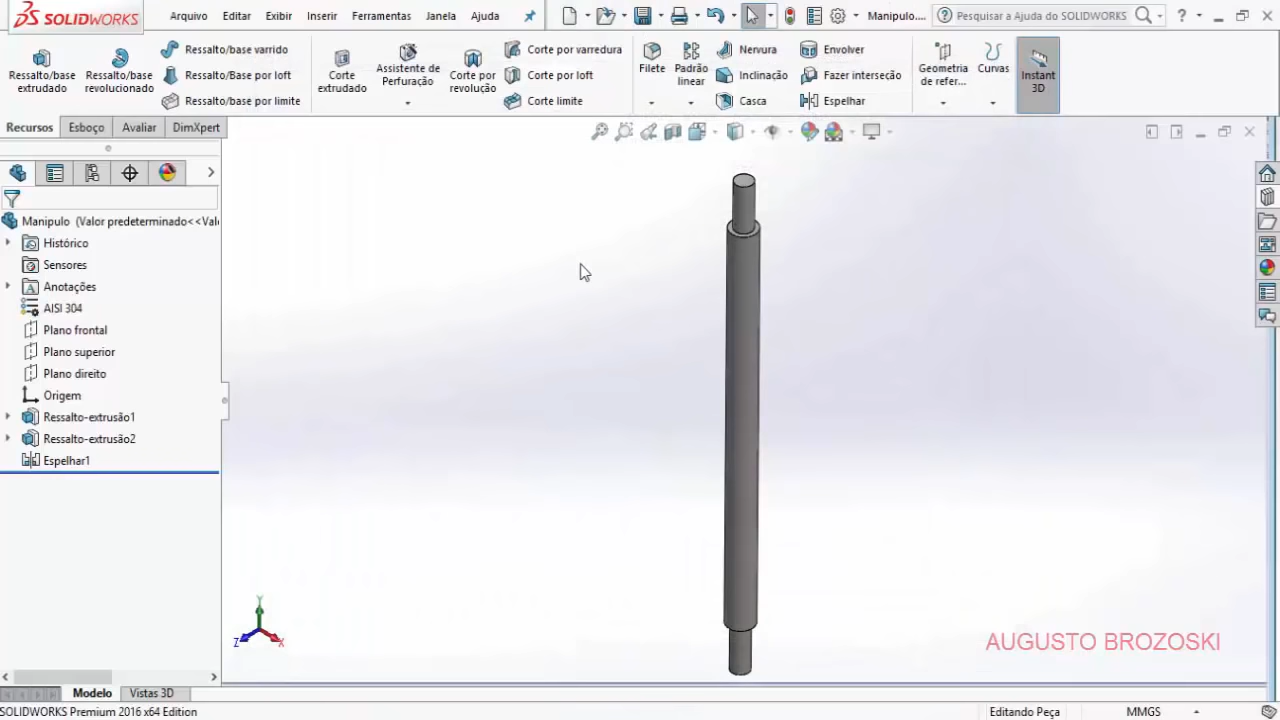 SOLIDWORKS
Arquivo Editar Exibir Inserir Ferramentas Janela Ajuda
Manipulo....
Pesquisar a Ajuda do SOLIDWORKS
?
Ressalto/base extrudado
Ressalto/base revolucionado
Ressalto/base varrido
Ressalto/base por loft
Ressalto/base por limite
Corte extrudado
Assistente de Perfuração
Corte por revolução
Corte por varredura
Corte por loft
Corte limite
Filete
Padrão linear
Nervura
Inclinação
Casca
Envolver
Fazer interseção
Espelhar
Geometria de refer...
Curvas
Instant 3D
Recursos Esboço Avaliar DimXpert
Manipulo (Valor predeterminado<<Val
Histórico
Sensores
Anotações
AISI 304
Plano frontal
Plano superior
Plano direito
Origem
Ressalto-extrusão1
Ressalto-extrusão2
Espelhar1
Y
Z
X
AUGUSTO BROZOSKI
Modelo Vistas 3D
SOLIDWORKS Premium 2016 x64 Edition
Editando Peça
MMGS